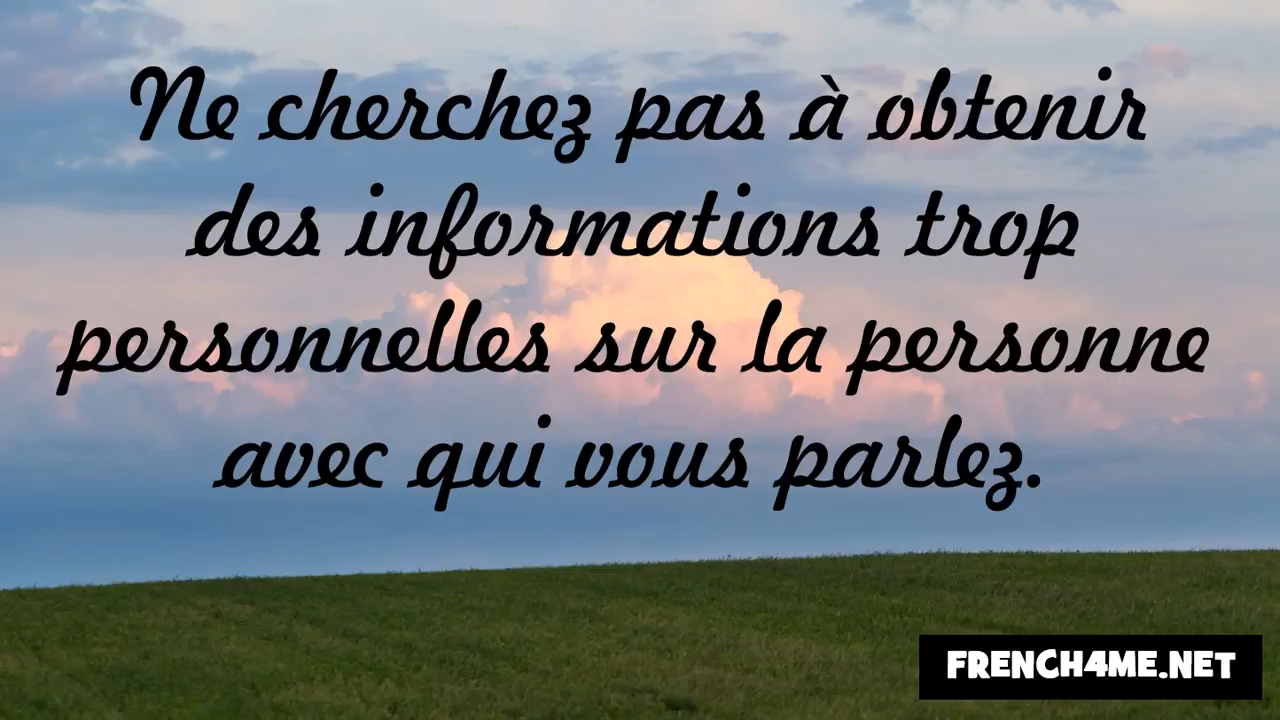 Ne cherchez pas à obtenir
des informations trop
personnelles sur la personne
avec qui vous parlez.
FRENCH4ME.NET